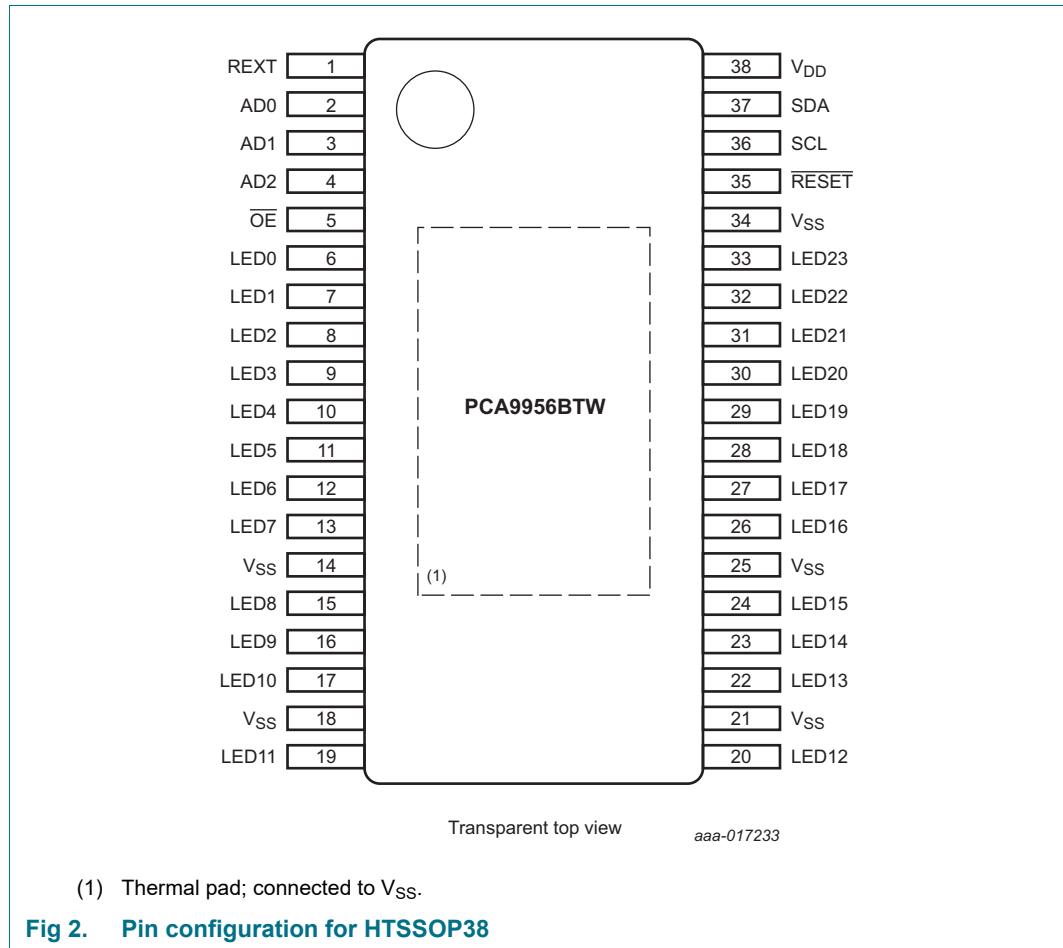 REXT 1 38 VDD
AD0 2 37 SDA
AD1 3 36 SCL
AD2 4 35 RESET
OE 5 34 VSS
LED0 6 33 LED23
LED1 7 32 LED22
LED2 8 31 LED21
LED3 9 30 LED20
LED4 10 PCA9956BTW 29 LED19
LED5 11 28 LED18
LED6 12 27 LED17
LED7 13 26 LED16
VSS 14 (1) 25 VSS
LED8 15 24 LED15
LED9 16 23 LED14
LED10 17 22 LED13
VSS 18 21 VSS
LED11 19 20 LED12
Transparent top view aaa-017233
(1) Thermal pad; connected to VSS.
Fig 2. Pin configuration for HTSSOP38